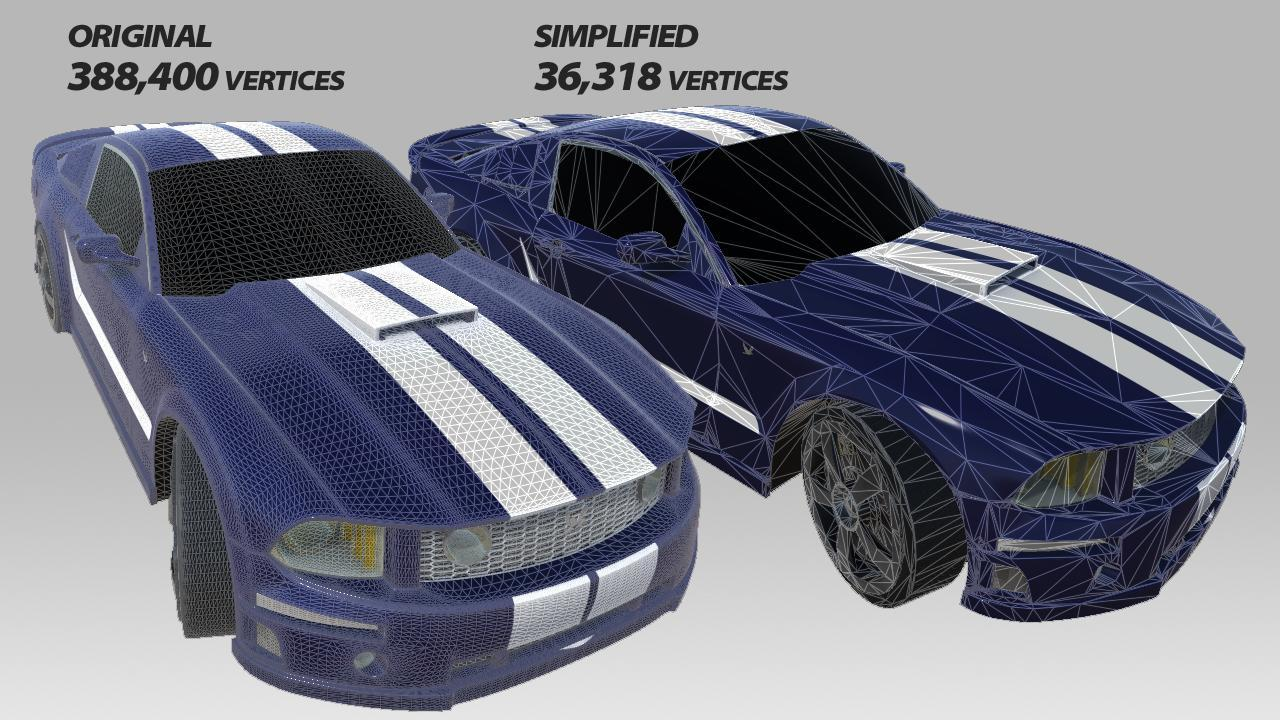 ORIGINAL
388,400 VERTICES
SIMPLIFIED
36,318 VERTICES